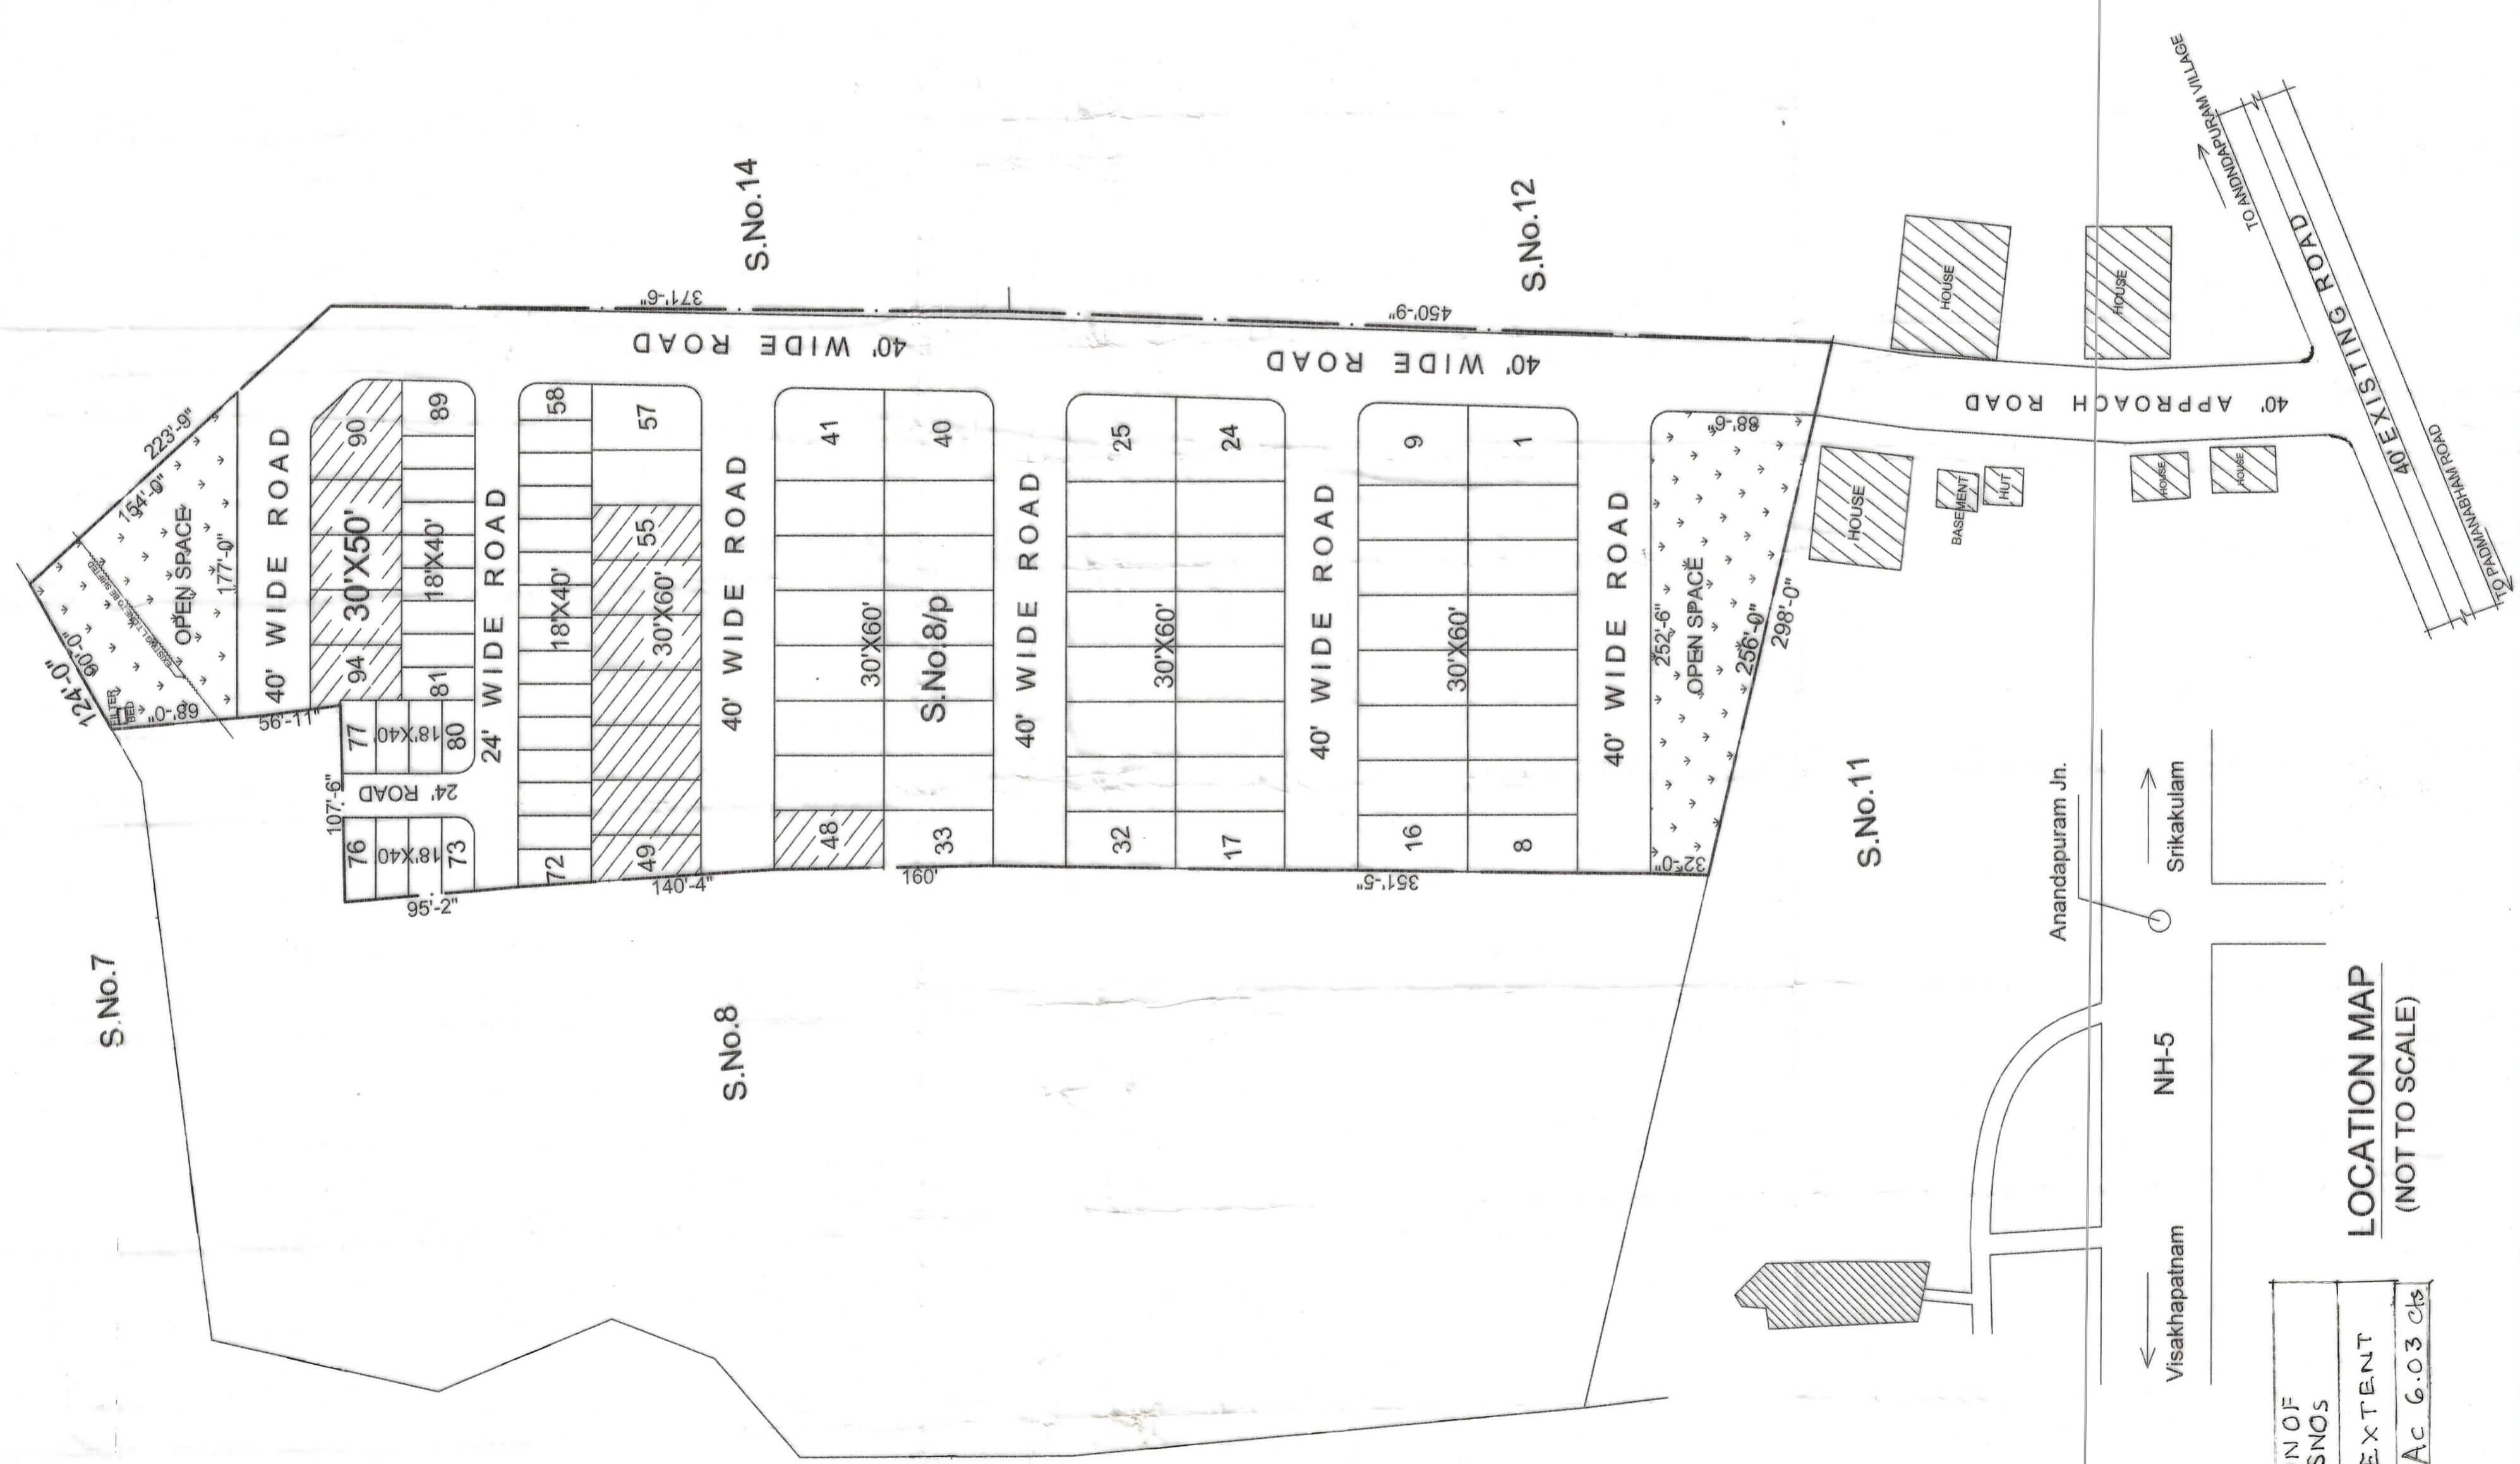 S.No.7
S.No.8
S.No.14
S.No.12
S.No.11
S.No.8/p
223'-9"
154'-0"
124'-0"
90'-0"
68'-0"
FILTER
BED
OPEN SPACE
177'-0"
56'-11"
40' WIDE ROAD
90
30'X50'
94
89
18'X40'
81
77
18'X40'
80
107'-6"
24' ROAD
76
18'X40'
73
95'-2"
24' WIDE ROAD
58
18'X40'
72
57
55
30'X60'
49
140'-4"
40' WIDE ROAD
371'-6"
40' WIDE ROAD
450'-9"
40' WIDE ROAD
41
30'X60'
48
40
33
160'
40' WIDE ROAD
25
30'X60'
32
24
17
40' WIDE ROAD
9
30'X60'
16
1
8
351'-5"
40' WIDE ROAD
88'-6"
252'-6"
OPEN SPACE
256'-0"
298'-0"
32'-0"
HOUSE
HOUSE
HOUSE
BASEMENT
HUT
HOUSE
HOUSE
40' APPROACH ROAD
TO ANDNDAPURAM VILLAGE
40' EXISTING ROAD
TO PADMANABHAM ROAD
Anandapuram Jn.
Srikakulam
NH-5
Visakhapatnam
LOCATION MAP
(NOT TO SCALE)
N OF
SNOs
EXTENT
Ac 6.03 Cts